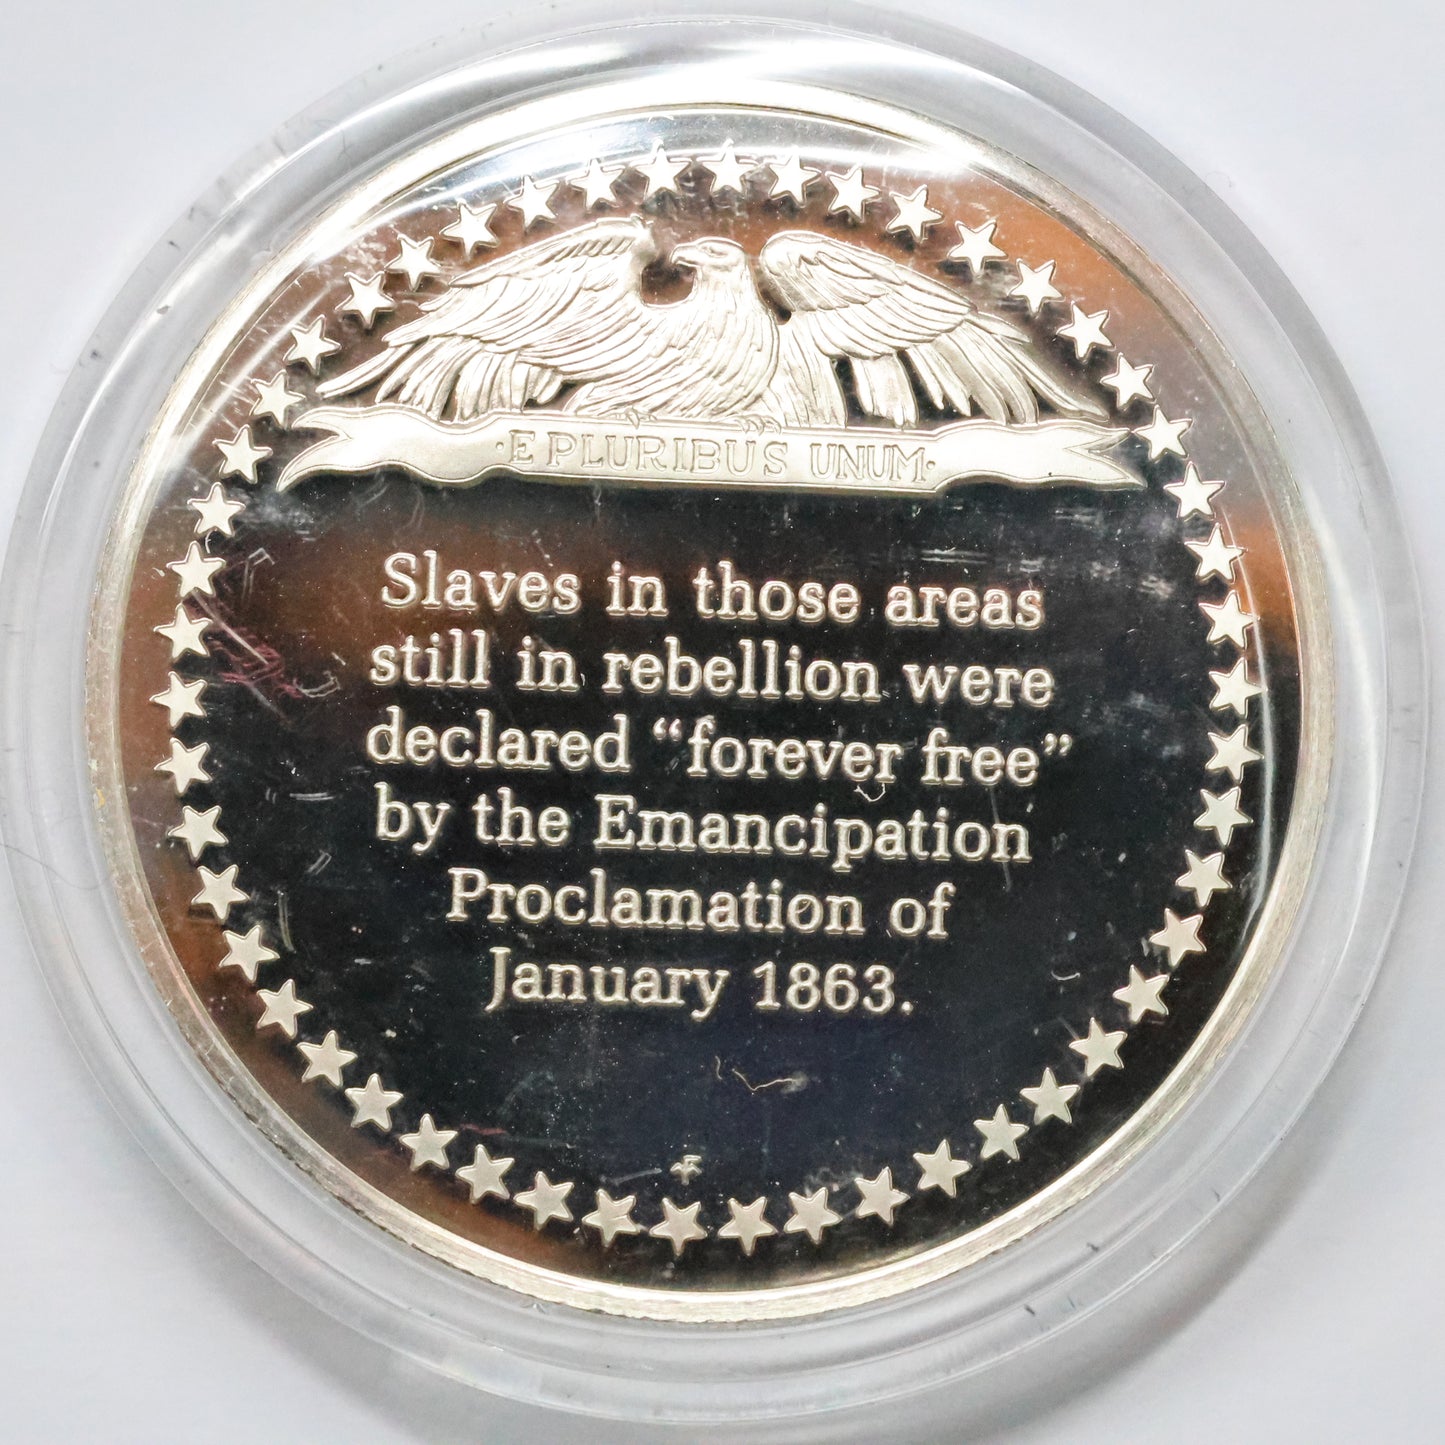 ·E PLURIBUS UNUM·
Slaves in those areas
still in rebellion were
declared “forever free”
by the Emancipation
Proclamation of
January 1863.